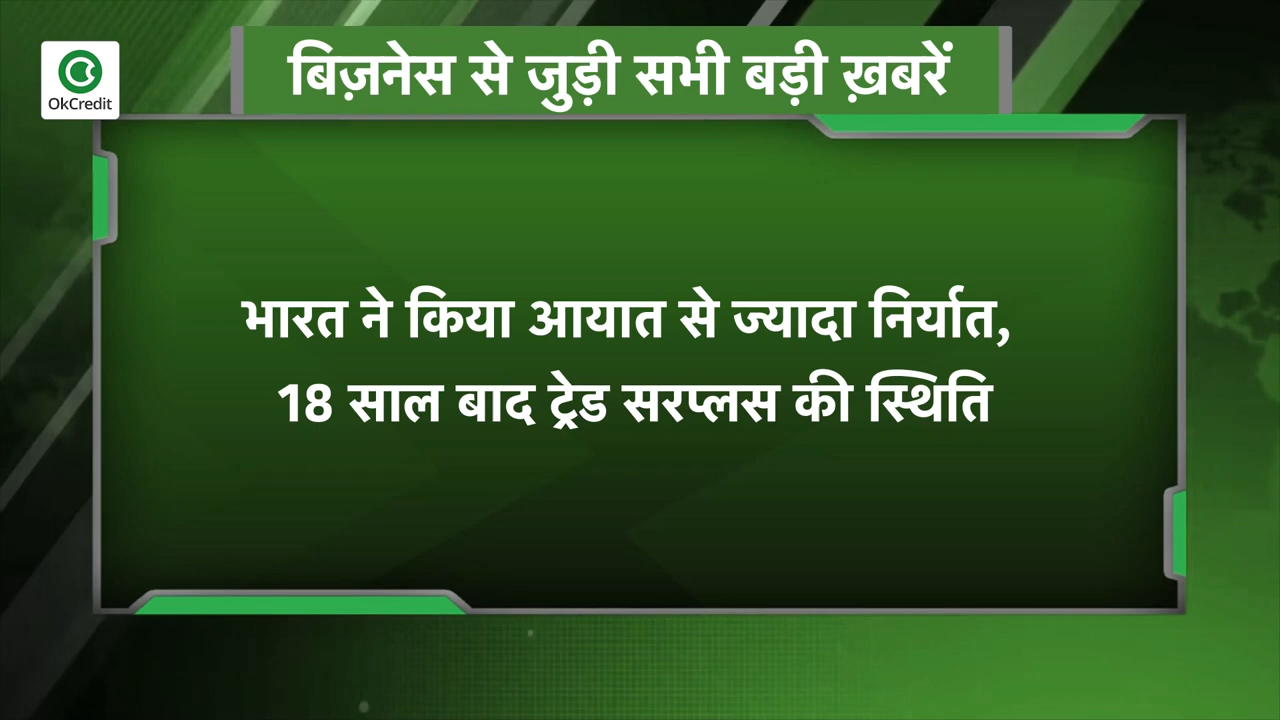 OkCredit
बिज़नेस से जुड़ी सभी बड़ी ख़बरें
भारत ने किया आयात से ज्यादा निर्यात,
18 साल बाद ट्रेड सरप्लस की स्थिति